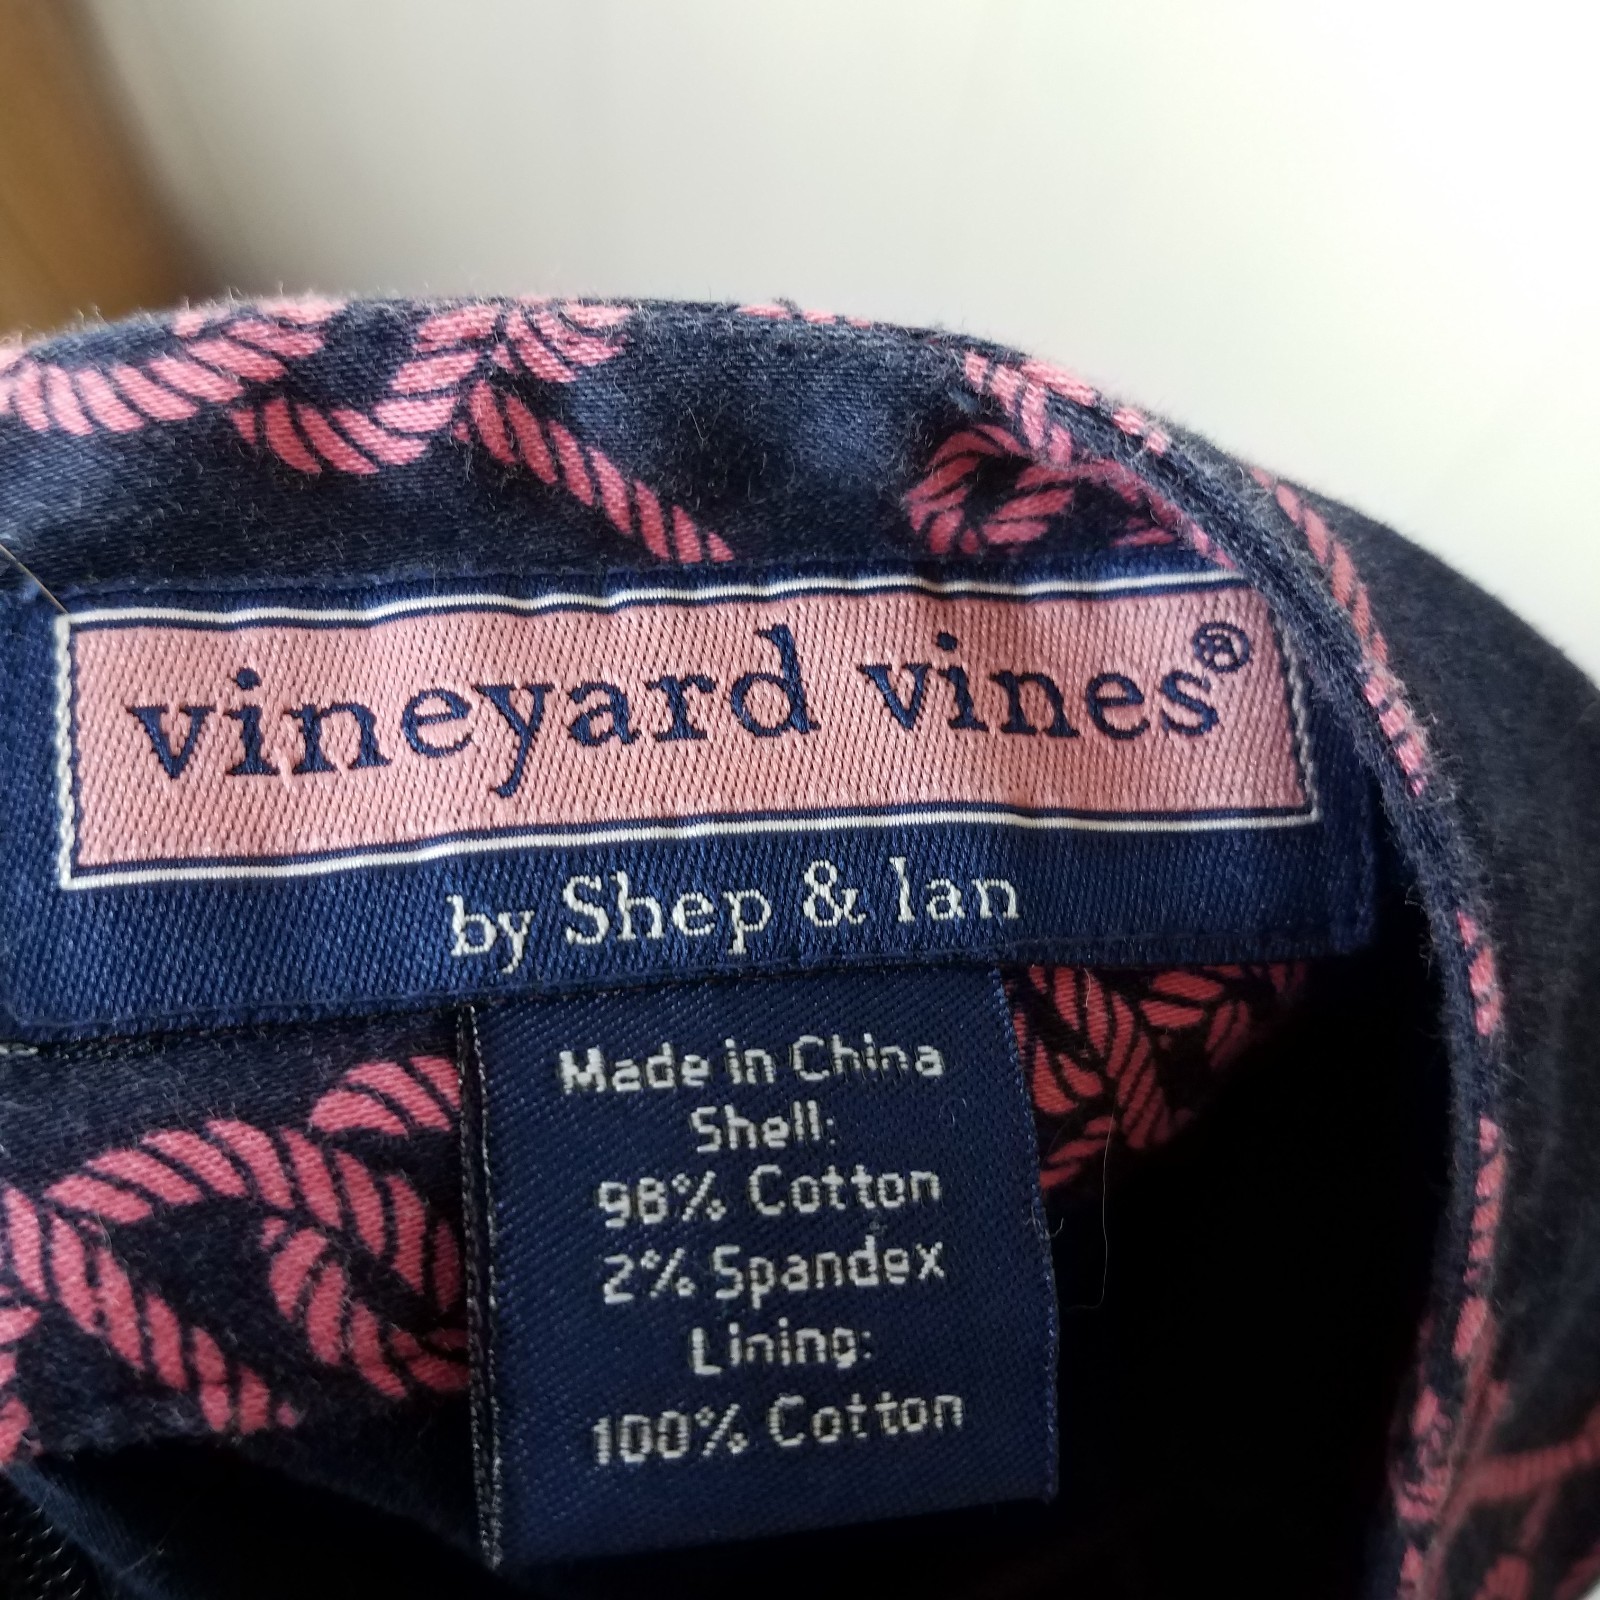 vineyard vines®
by Shep & Ian
Made in China
Shell:
98% Cotton
2% Spandex
Lining:
100% Cotton